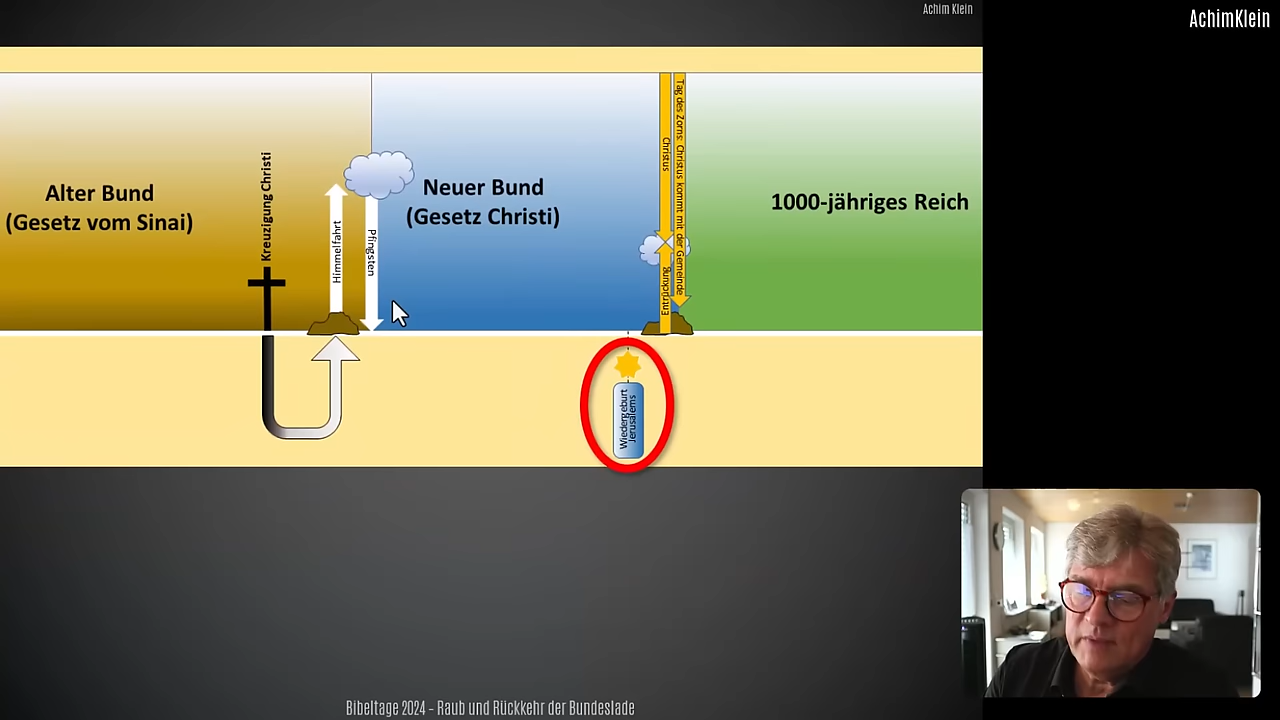 Achim Klein
AchimKlein
Alter Bund
(Gesetz vom Sinai)
Kreuzigung Christi
Himmelfahrt
Pfingsten
Neuer Bund
(Gesetz Christi)
Christus
Tag des Zorns: Christus kommt mit der Gemeinde
Entrückung
1000-jähriges Reich
Wiedergeburt
Jerusalems
Bibeltage 2024 – Raub und Rückkehr der Bundeslade